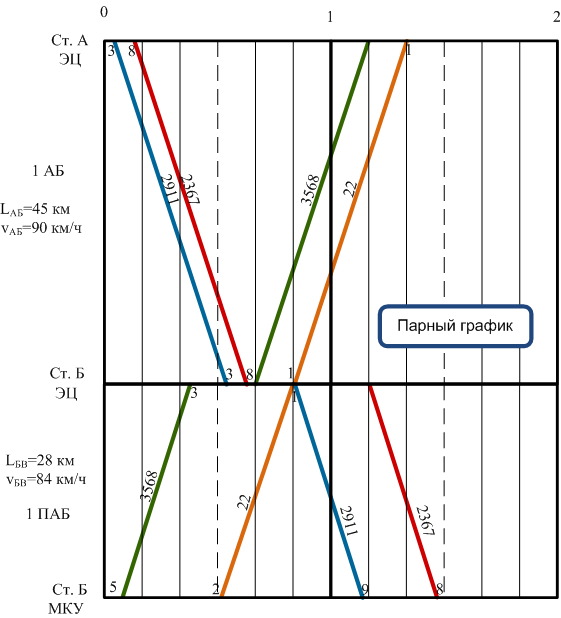 0 1 2
Ст. А
ЭЦ
3 8 1
1 АБ
2911 2367 3568 22
LАБ=45 км
vАБ=90 км/ч
Парный график
Ст. Б
ЭЦ
3 8 1
3 1
LБВ=28 км
vБВ=84 км/ч
3568 22 2911 2367
1 ПАБ
5 2 9 8
Ст. Б
МКУ